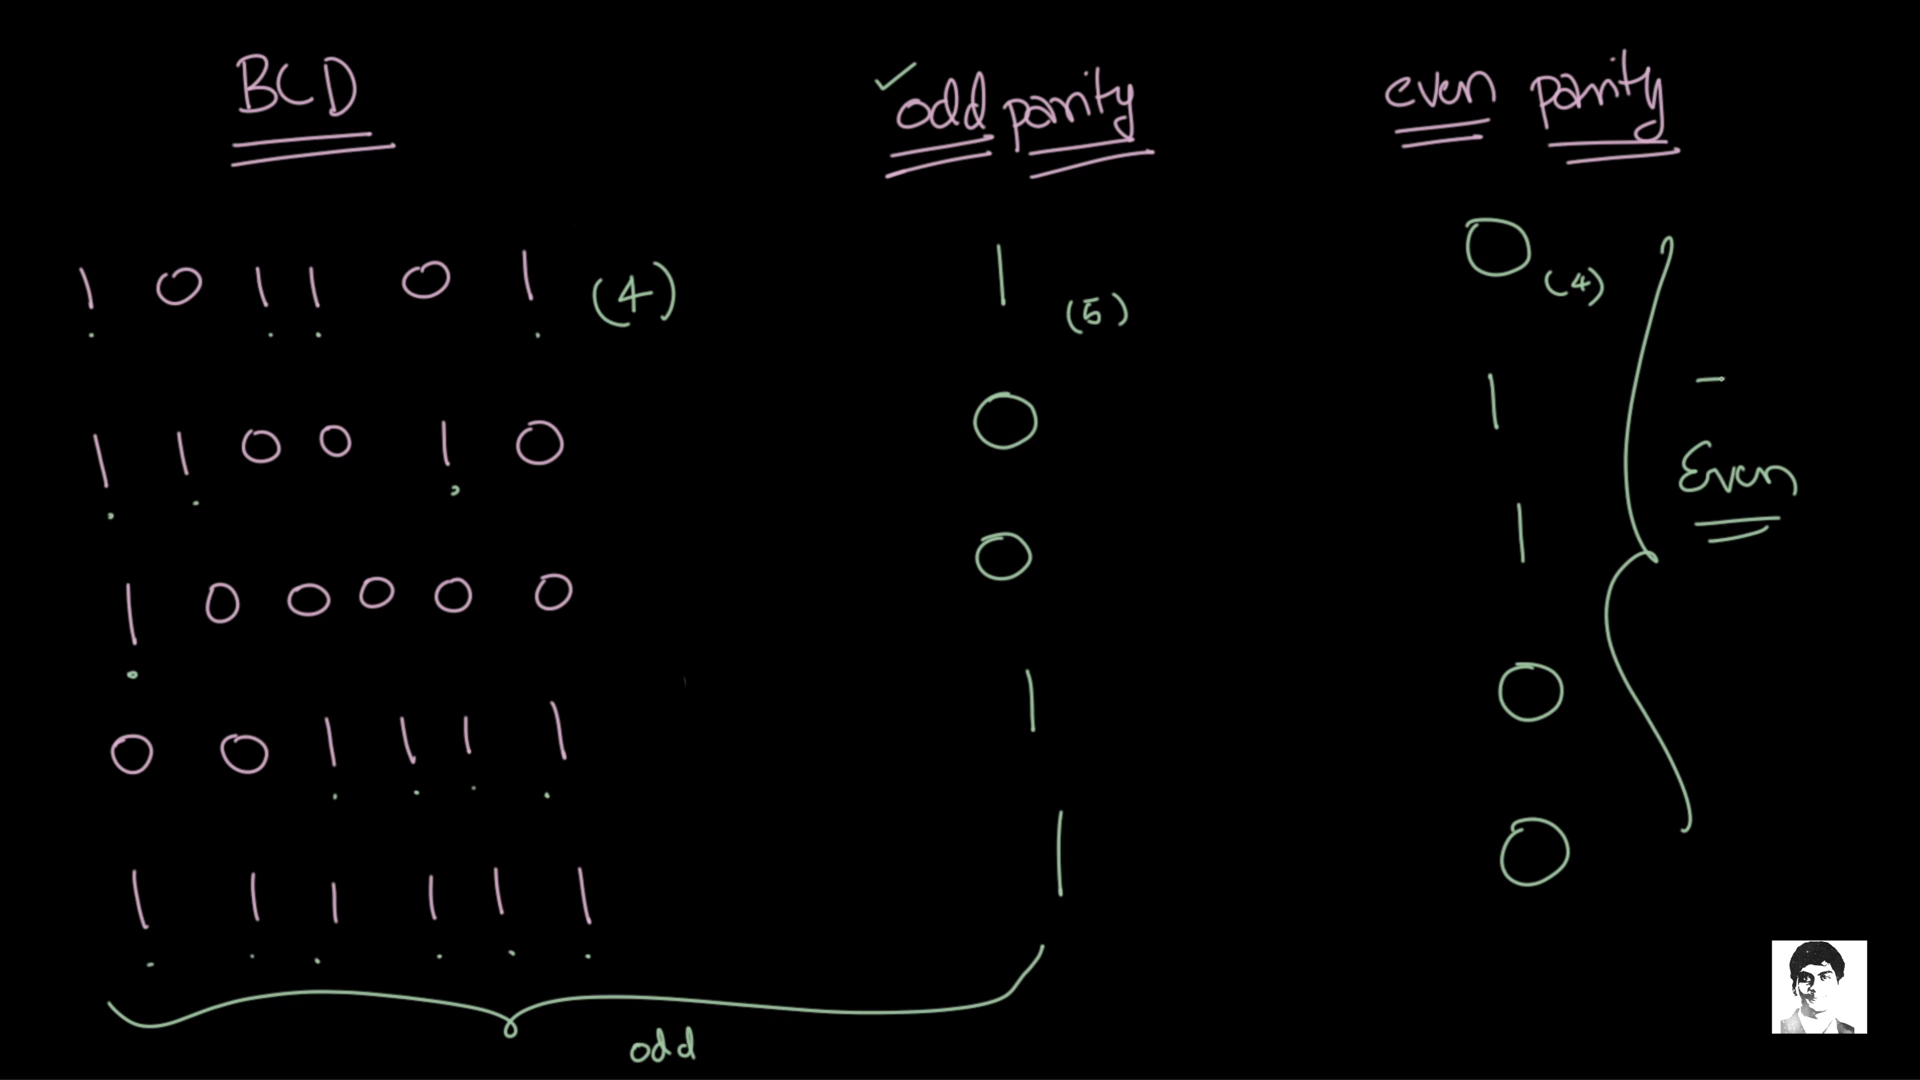 BCD odd parity even parity
1 0 1 1 0 1 (4) 1 (5) 0 (4)
1 1 0 0 1 0 0 1
1 0 0 0 0 0 0 1
0 0 1 1 1 1 1 0
1 1 1 1 1 1 1 0
- Even
odd